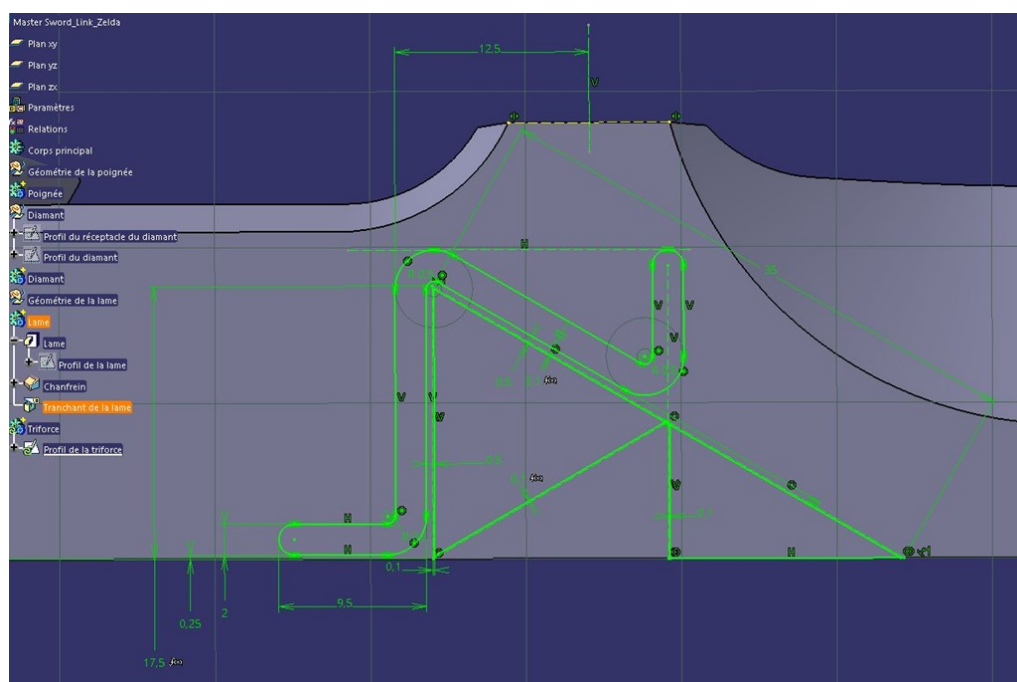 Master Sword_Link_Zelda
Plan xy
Plan yz
Plan zx
Paramètres
Relations
Corps principal
Géométrie de la poignée
Poignée
Diamant
Profil du réceptacle du diamant
Profil du diamant
Diamant
Géométrie de la lame
Lame
Lame
Profil de la lame
Chanfrein
Tranchant de la lame
Triforce
Profil de la triforce
12,5
V
H
35
V
V
V
V
V
V
V
H
H
H
0,1
9,5
2
0,25
17,5 f(x)